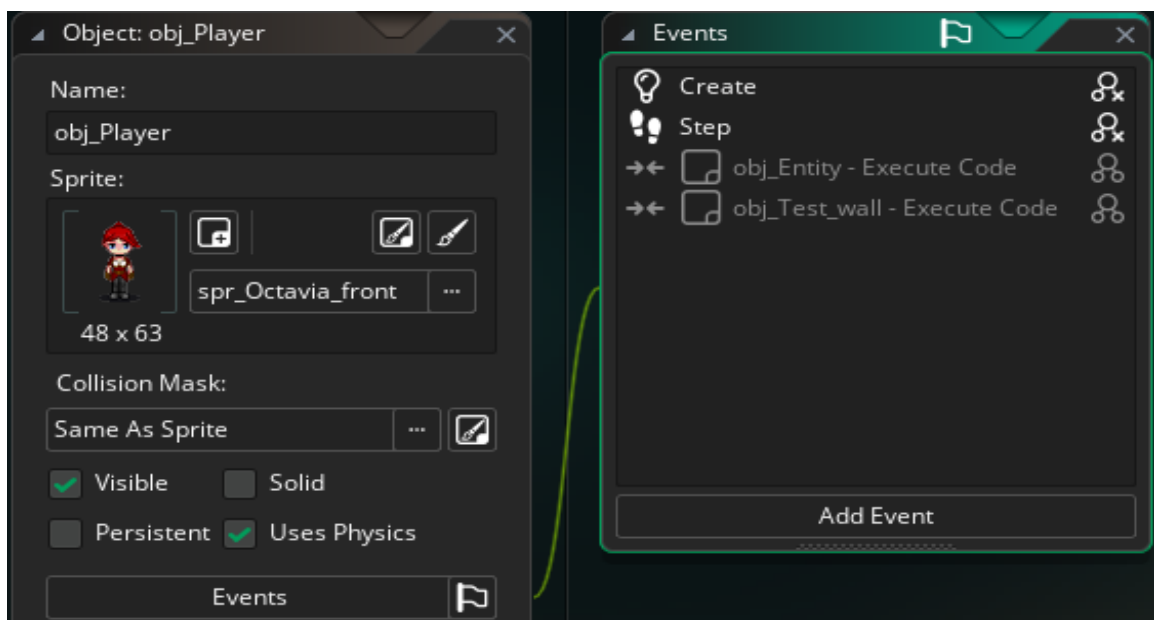 Object: obj_Player
Name:
obj_Player
Sprite:
spr_Octavia_front
48 x 63
Collision Mask:
Same As Sprite
Visible
Solid
Persistent
Uses Physics
Events
Events
Create
Step
obj_Entity - Execute Code
obj_Test_wall - Execute Code
Add Event